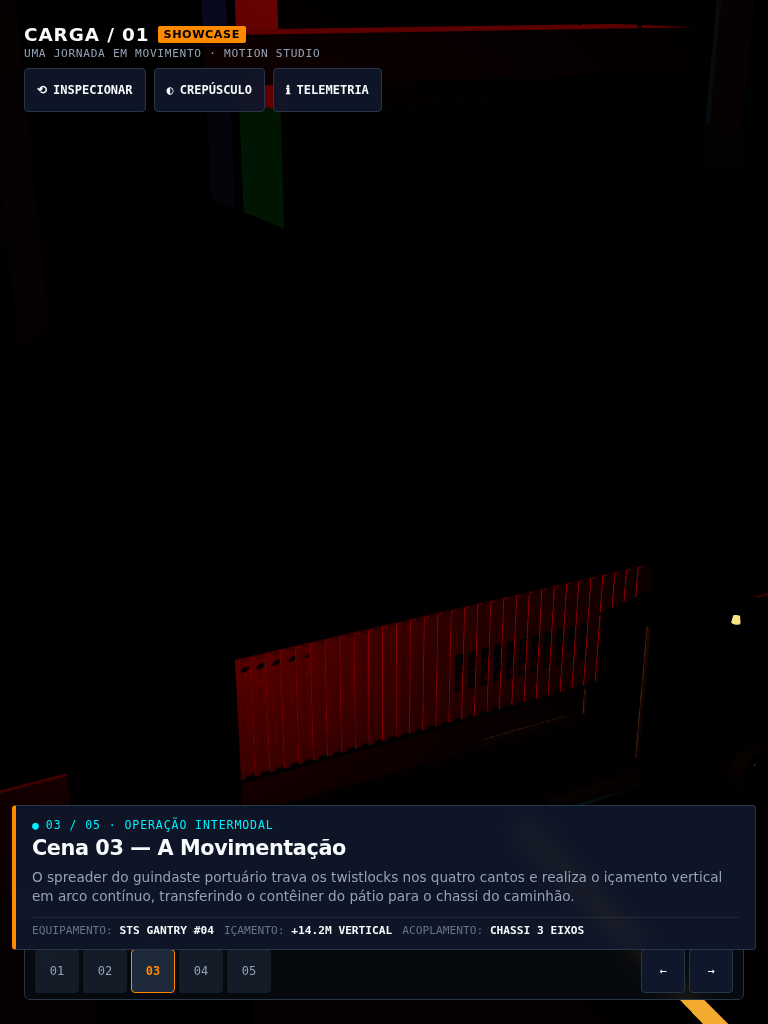 CARGA / 01 SHOWCASE
UMA JORNADA EM MOVIMENTO · MOTION STUDIO
⟲ INSPECIONAR ◐ CREPÚSCULO ℹ TELEMETRIA
● 03 / 05 · OPERAÇÃO INTERMODAL
Cena 03 — A Movimentação
O spreader do guindaste portuário trava os twistlocks nos quatro cantos e realiza o içamento vertical
em arco contínuo, transferindo o contêiner do pátio para o chassi do caminhão.
EQUIPAMENTO: STS GANTRY #04 IÇAMENTO: +14.2M VERTICAL ACOPLAMENTO: CHASSI 3 EIXOS
01 02 03 04 05 ← →